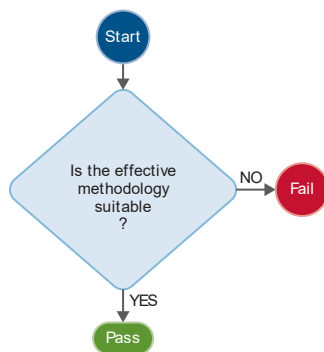 Start
Is the effective
methodology
suitable
?
NO
Fail
YES
Pass